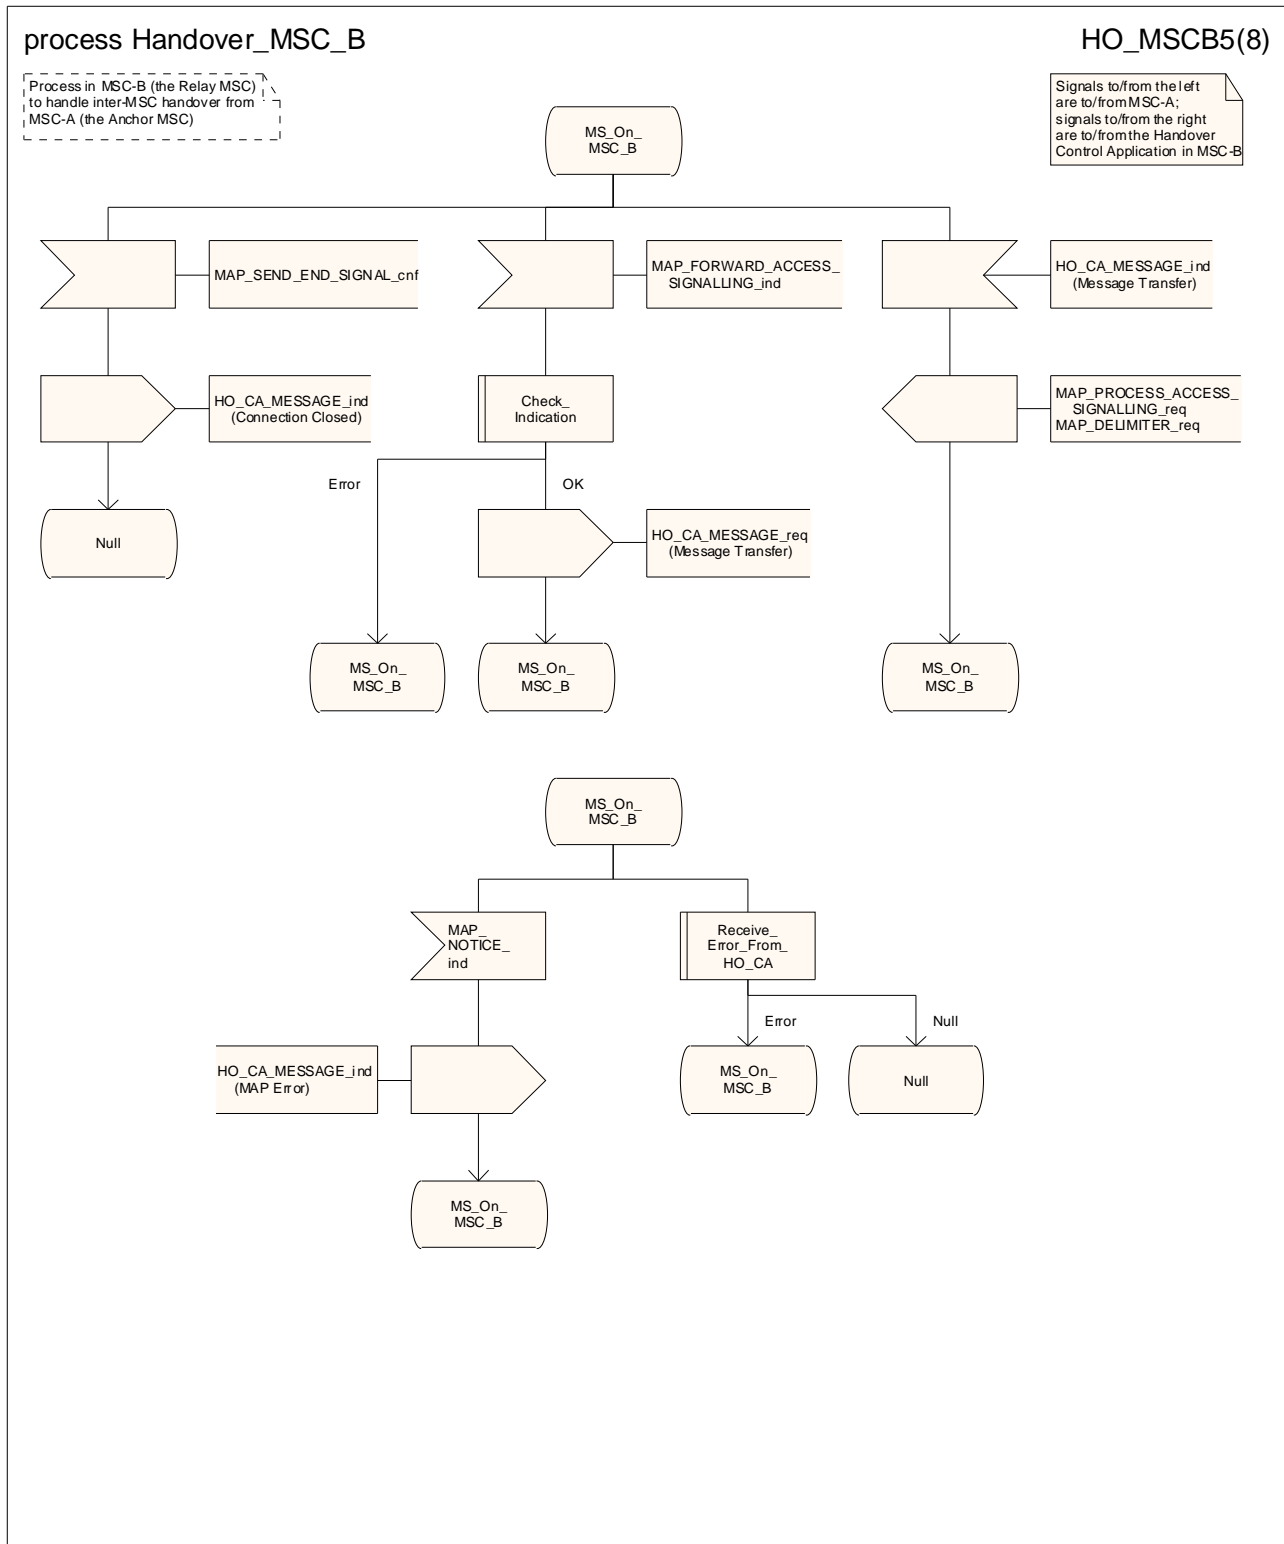 process Handover_MSC_B
HO_MSCB5(8)
Process in MSC-B (the Relay MSC)
to handle inter-MSC handover from
MSC-A (the Anchor MSC)
Signals to/from the left
are to/from MSC-A;
signals to/from the right
are to/from the Handover
Control Application in MSC-B
MS_On_
MSC_B
MAP_SEND_END_SIGNAL_cnf
MAP_FORWARD_ACCESS_
SIGNALLING_ind
HO_CA_MESSAGE_ind
(Message Transfer)
HO_CA_MESSAGE_ind
(Connection Closed)
Check_
Indication
MAP_PROCESS_ACCESS_
SIGNALLING_req
MAP_DELIMITER_req
Error
OK
Null
HO_CA_MESSAGE_req
(Message Transfer)
MS_On_
MSC_B
MS_On_
MSC_B
MS_On_
MSC_B
MS_On_
MSC_B
MAP_
NOTICE_
ind
Receive_
Error_From_
HO_CA
Error
Null
HO_CA_MESSAGE_ind
(MAP Error)
MS_On_
MSC_B
Null
MS_On_
MSC_B